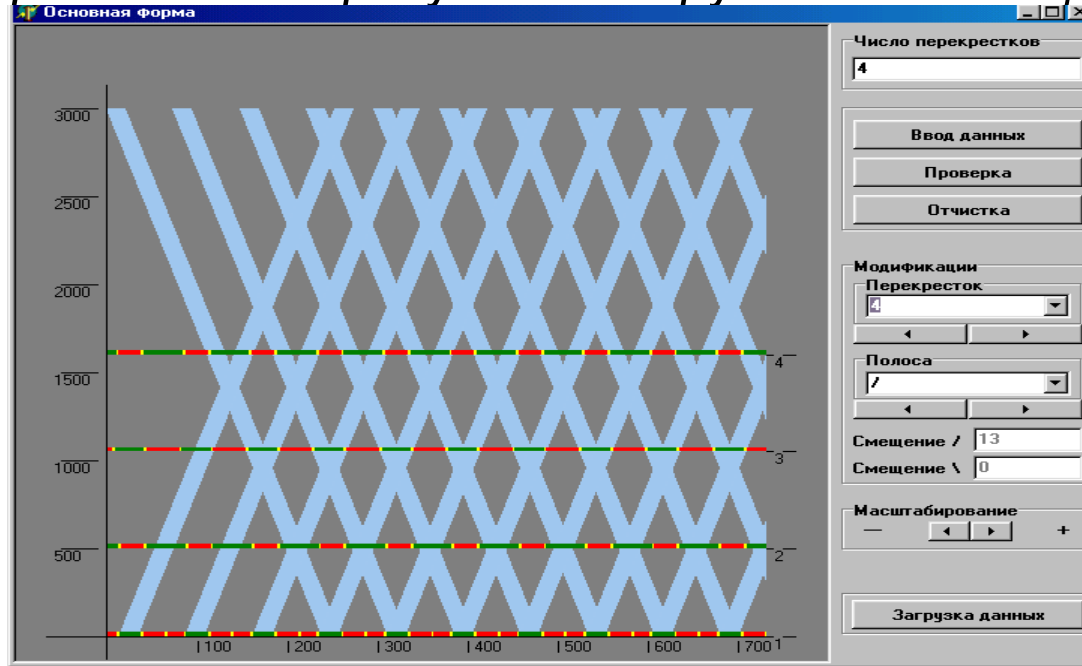 Основная форма
3000
2500
2000
1500
1000
500
4
3
2
1
|100 |200 |300 |400 |500 |600 |700
Число перекрестков
4
Ввод данных
Проверка
Отчистка
Модификации
Перекресток
4
Полоса
/
Смещение / 13
Смещение \ 0
Масштабирование
— +
Загрузка данных